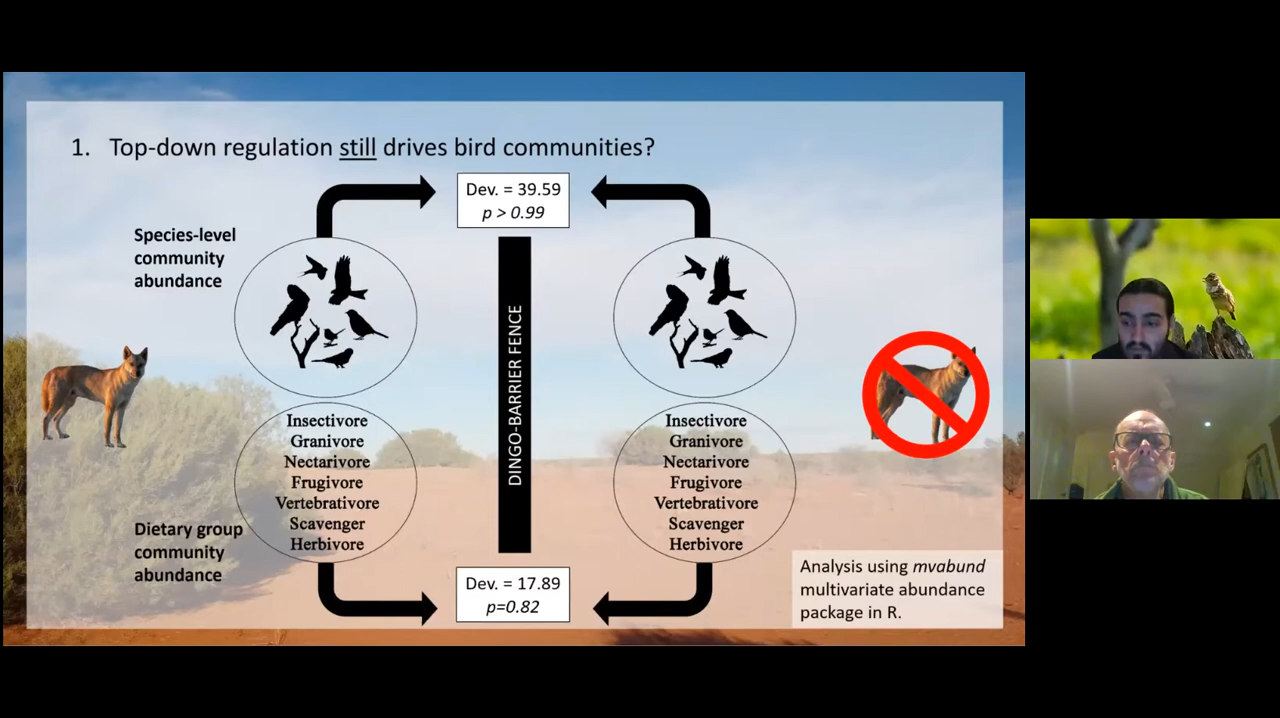 1. Top-down regulation still drives bird communities?
Dev. = 39.59
p > 0.99
Species-level
community
abundance
DINGO-BARRIER FENCE
Insectivore
Granivore
Nectarivore
Frugivore
Vertebrativore
Scavenger
Herbivore
Insectivore
Granivore
Nectarivore
Frugivore
Vertebrativore
Scavenger
Herbivore
Dietary group
community
abundance
Dev. = 17.89
p=0.82
Analysis using mvabund
multivariate abundance
package in R.